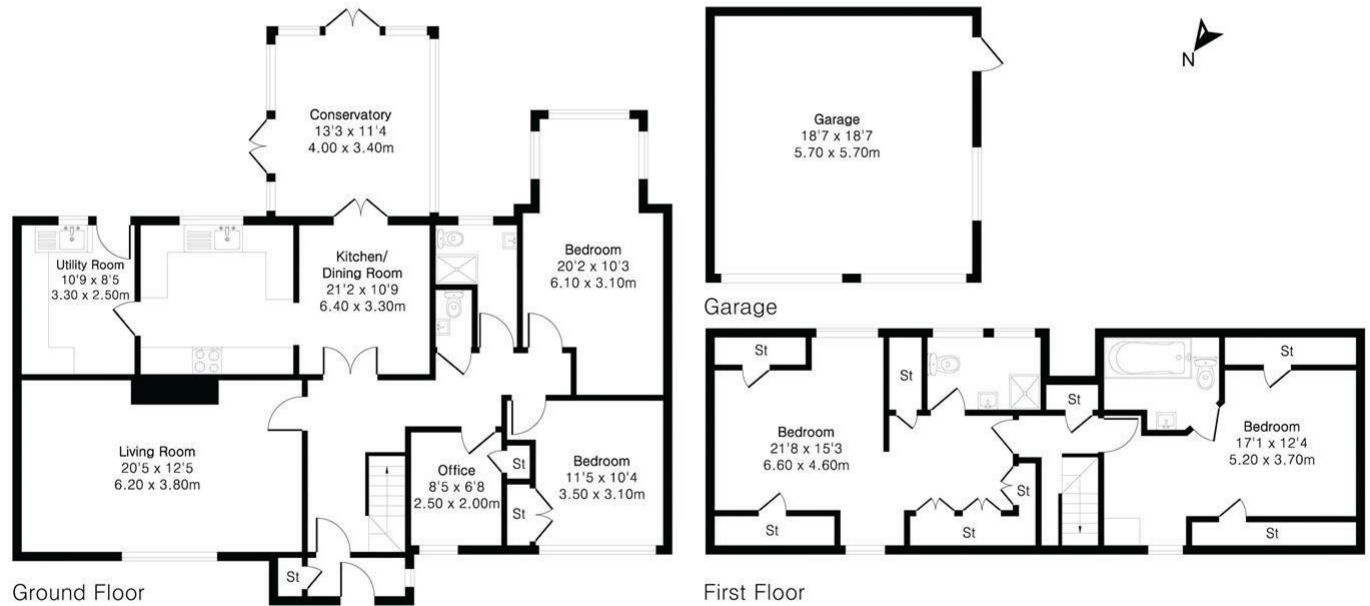 Conservatory
13'3 x 11'4
4.00 x 3.40m
Utility Room
10'9 x 8'5
3.30 x 2.50m
Kitchen/
Dining Room
21'2 x 10'9
6.40 x 3.30m
Bedroom
20'2 x 10'3
6.10 x 3.10m
Living Room
20'5 x 12'5
6.20 x 3.80m
Office
8'5 x 6'8
2.50 x 2.00m
St
St
Bedroom
11'5 x 10'4
3.50 x 3.10m
St
Ground Floor
Garage
18'7 x 18'7
5.70 x 5.70m
N
Garage
St
St
St
St
Bedroom
21'8 x 15'3
6.60 x 4.60m
Bedroom
17'1 x 12'4
5.20 x 3.70m
St
St
St
St
First Floor